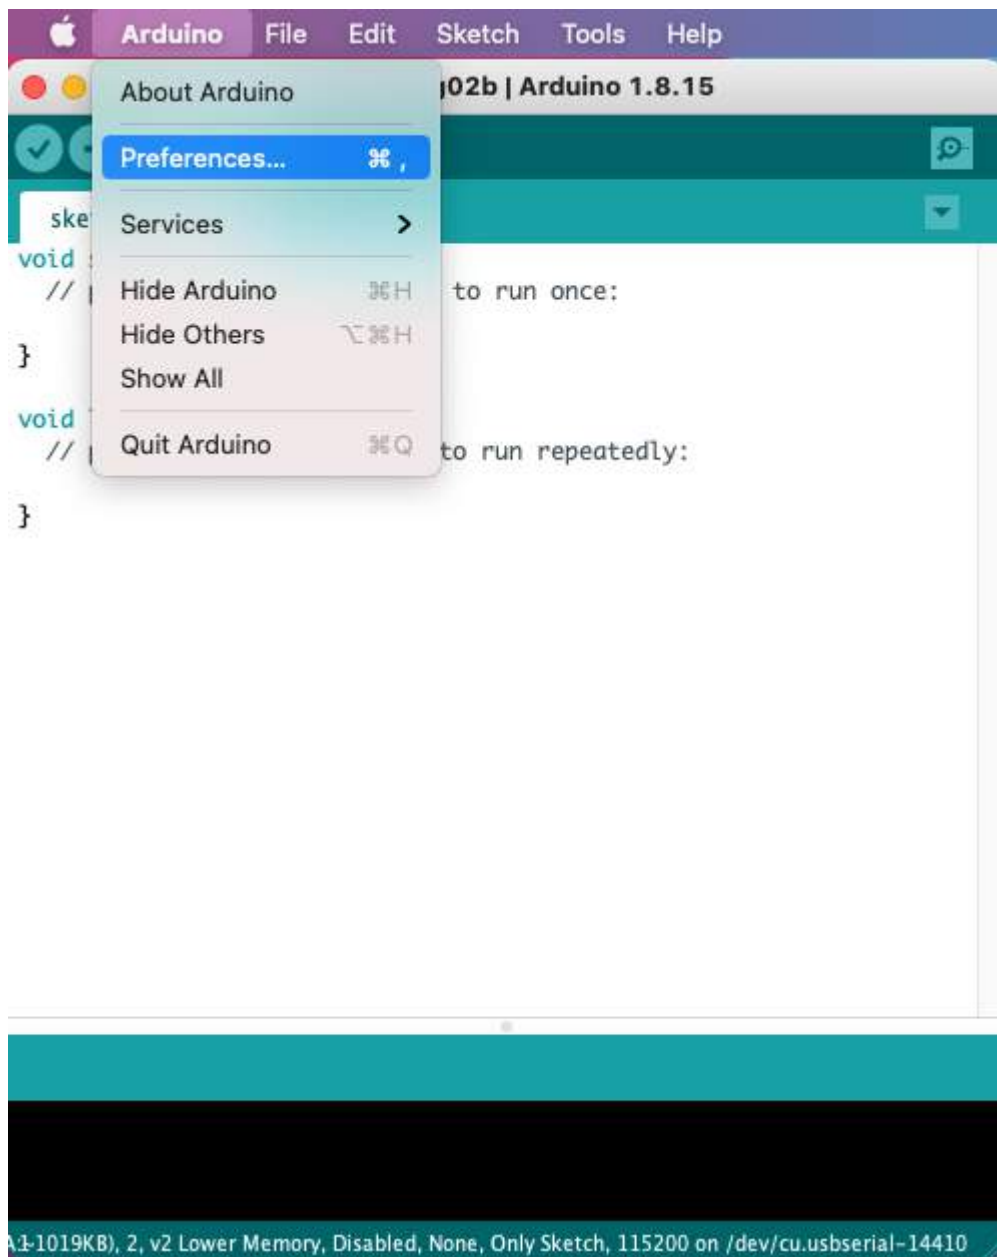 Arduino File Edit Sketch Tools Help
g02b | Arduino 1.8.15
About Arduino
Preferences... ⌘ ,
Services >
Hide Arduino ⌘H
Hide Others ⌥⌘H
Show All
Quit Arduino ⌘Q
ske
void
// to run once:
}
void
// to run repeatedly:
}
1019KB), 2, v2 Lower Memory, Disabled, None, Only Sketch, 115200 on /dev/cu.usbserial-14410